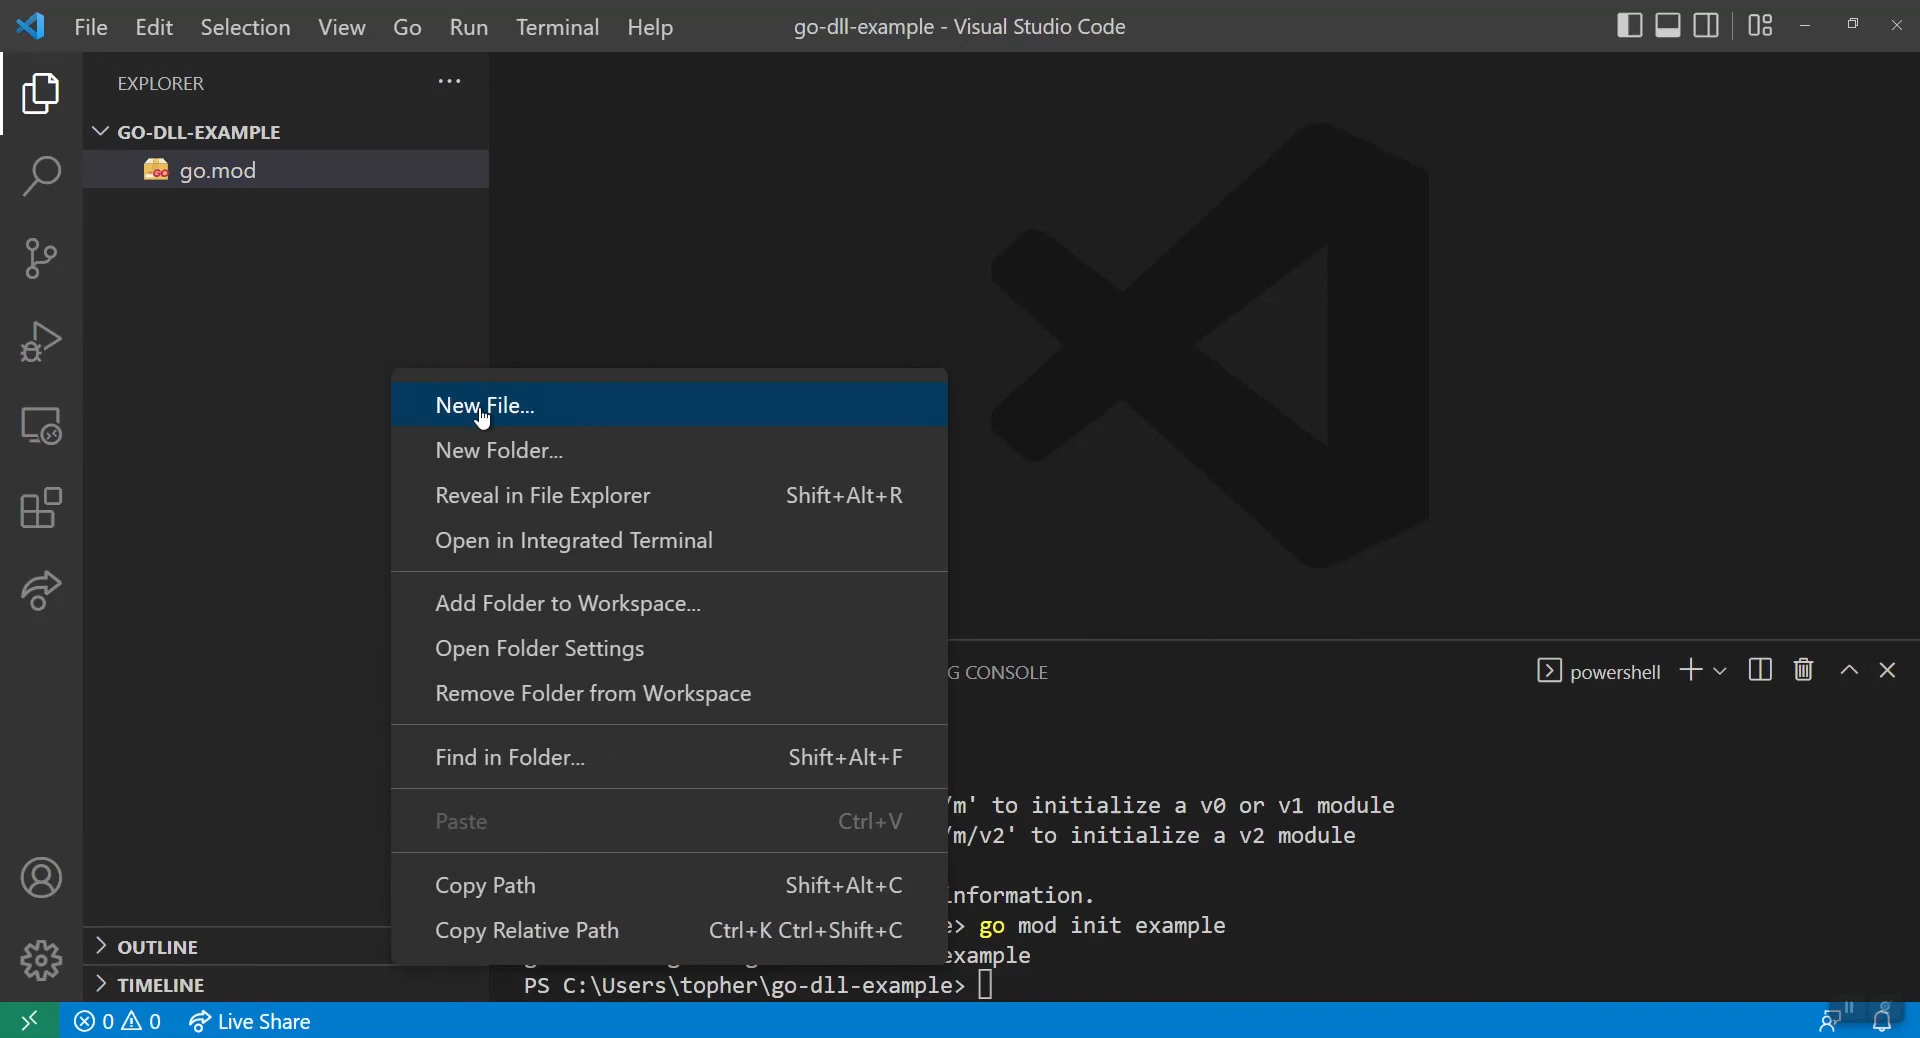 File Edit Selection View Go Run Terminal Help
go-dll-example - Visual Studio Code
EXPLORER
GO-DLL-EXAMPLE
GO
go.mod
New File...
New Folder...
Reveal in File Explorer Shift+Alt+R
Open in Integrated Terminal
Add Folder to Workspace...
Open Folder Settings
Remove Folder from Workspace
Find in Folder... Shift+Alt+F
Paste Ctrl+V
Copy Path Shift+Alt+C
Copy Relative Path Ctrl+K Ctrl+Shift+C
G CONSOLE
powershell
/m' to initialize a v0 or v1 module
/m/v2' to initialize a v2 module
information.
e> go mod init example
example
PS C:\Users\topher\go-dll-example>
OUTLINE
TIMELINE
0 0 Live Share